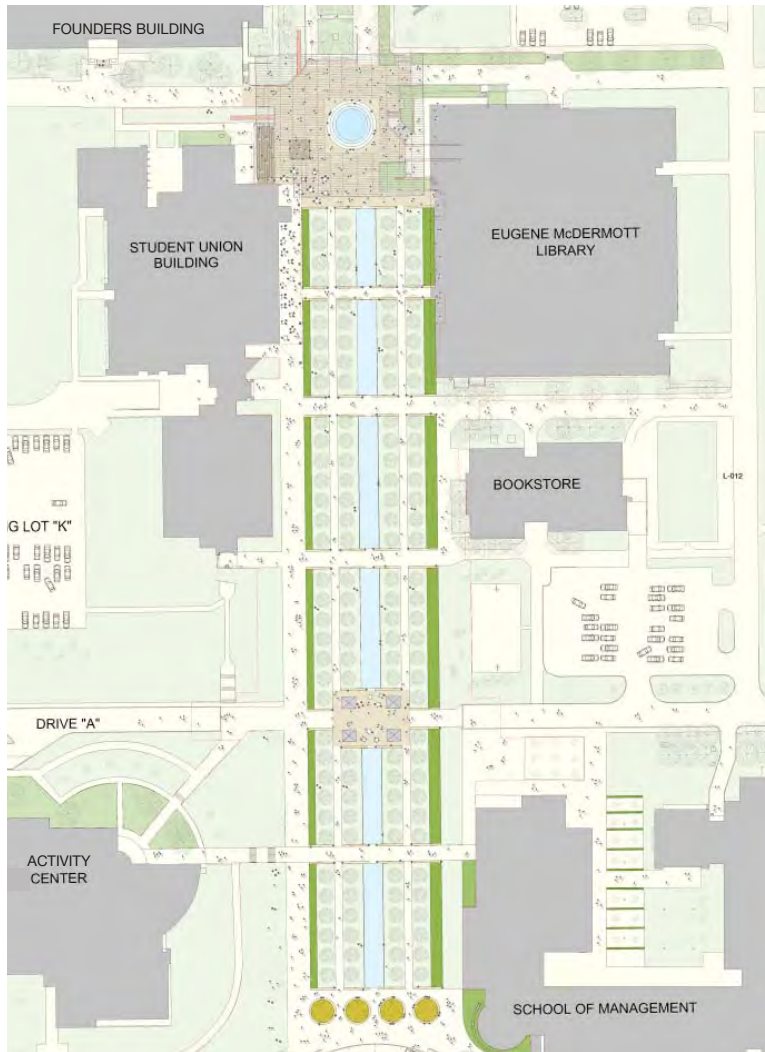 FOUNDERS BUILDING
STUDENT UNION
BUILDING
EUGENE McDERMOTT
LIBRARY
BOOKSTORE
L-012
G LOT "K"
DRIVE "A"
ACTIVITY
CENTER
SCHOOL OF MANAGEMENT